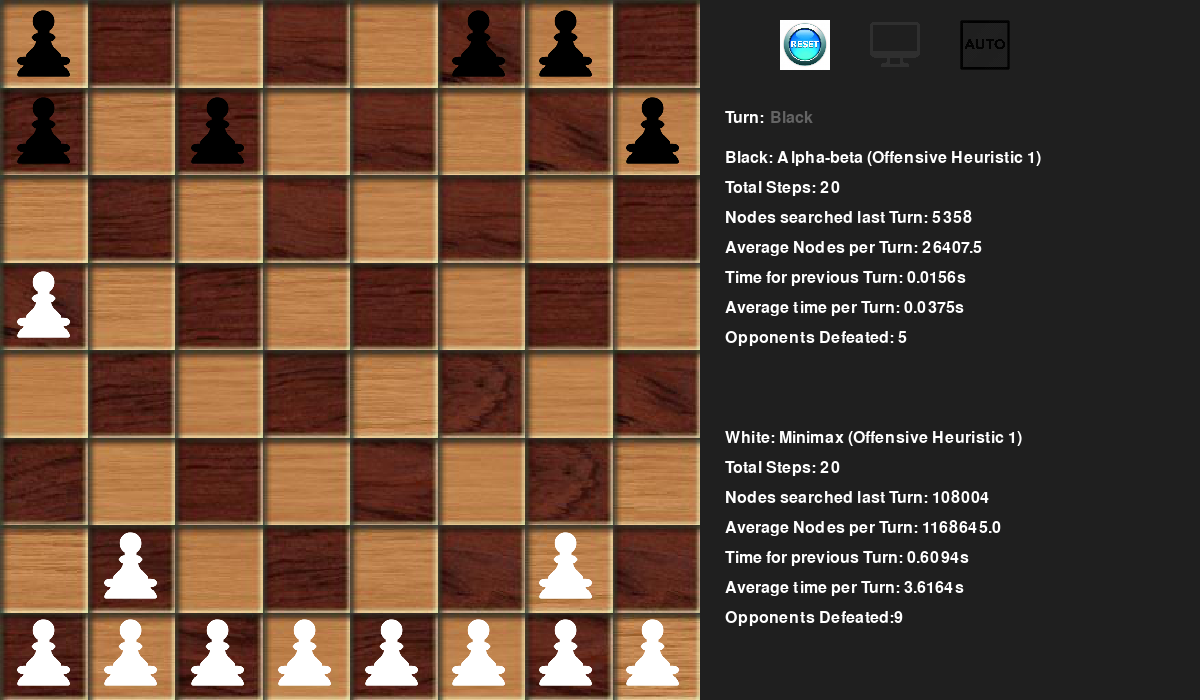 RESET
AUTO
Turn: Black
Black: Alpha-beta (Offensive Heuristic 1)
Total Steps: 20
Nodes searched last Turn: 5358
Average Nodes per Turn: 26407.5
Time for previous Turn: 0.0156s
Average time per Turn: 0.0375s
Opponents Defeated: 5
White: Minimax (Offensive Heuristic 1)
Total Steps: 20
Nodes searched last Turn: 108004
Average Nodes per Turn: 1168645.0
Time for previous Turn: 0.6094s
Average time per Turn: 3.6164s
Opponents Defeated:9